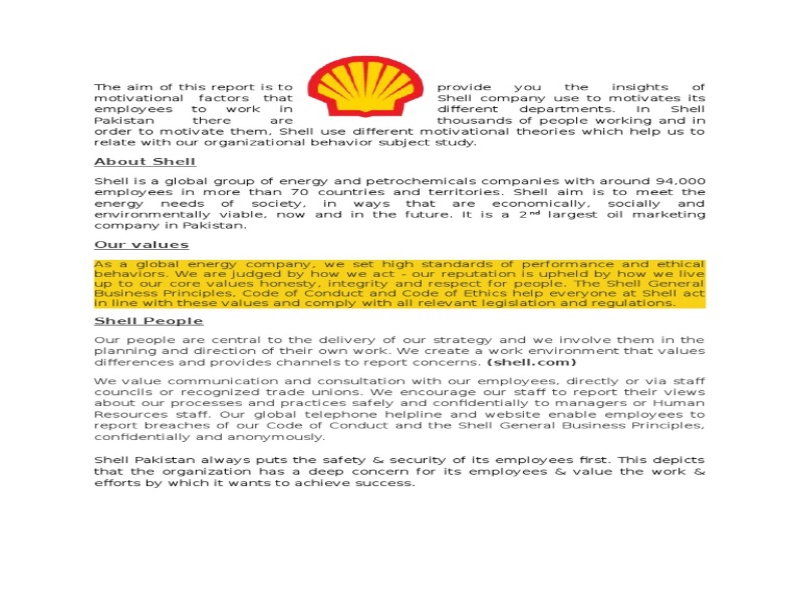 The aim of this report is to provide you the insights of
motivational factors that Shell company use to motivates its
employees to work in different departments. In Shell
Pakistan there are thousands of people working and in
order to motivate them, Shell use different motivational theories which help us to
relate with our organizational behavior subject study.
About Shell
Shell is a global group of energy and petrochemicals companies with around 94,000
employees in more than 70 countries and territories. Shell aim is to meet the
energy needs of society, in ways that are economically, socially and
environmentally viable, now and in the future. It is a 2nd largest oil marketing
company in Pakistan.
Our values
As a global energy company, we set high standards of performance and ethical
behaviors. We are judged by how we act - our reputation is upheld by how we live
up to our core values honesty, integrity and respect for people. The Shell General
Business Principles, Code of Conduct and Code of Ethics help everyone at Shell act
in line with these values and comply with all relevant legislation and regulations.
Shell People
Our people are central to the delivery of our strategy and we involve them in the
planning and direction of their own work. We create a work environment that values
differences and provides channels to report concerns. (shell.com)
We value communication and consultation with our employees, directly or via staff
councils or recognized trade unions. We encourage our staff to report their views
about our processes and practices safely and confidentially to managers or Human
Resources staff. Our global telephone helpline and website enable employees to
report breaches of our Code of Conduct and the Shell General Business Principles,
confidentially and anonymously.
Shell Pakistan always puts the safety & security of its employees first. This depicts
that the organization has a deep concern for its employees & value the work &
efforts by which it wants to achieve success.